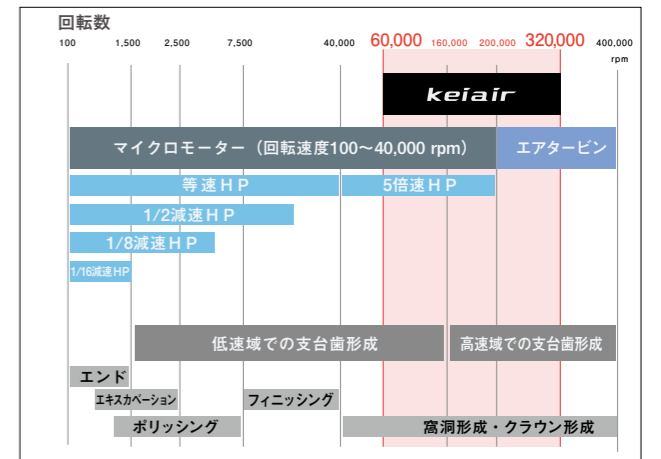 回転数
100 1,500 2,500 7,500 40,000 60,000 160,000 200,000 320,000 400,000
rpm
keiair
マイクロモーター（回転速度100〜40,000 rpm） エアタービン
等速HP 5倍速HP
1/2減速HP
1/8減速HP
1/16減速HP
低速域での支台歯形成 高速域での支台歯形成
エンド
エキスカベーション フィニッシング
ポリッシング 窩洞形成・クラウン形成